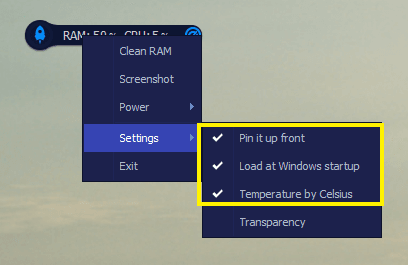 RAM: 50% CPU: 5%
Clean RAM
Screenshot
Power
Settings
Exit
Pin it up front
Load at Windows startup
Temperature by Celsius
Transparency